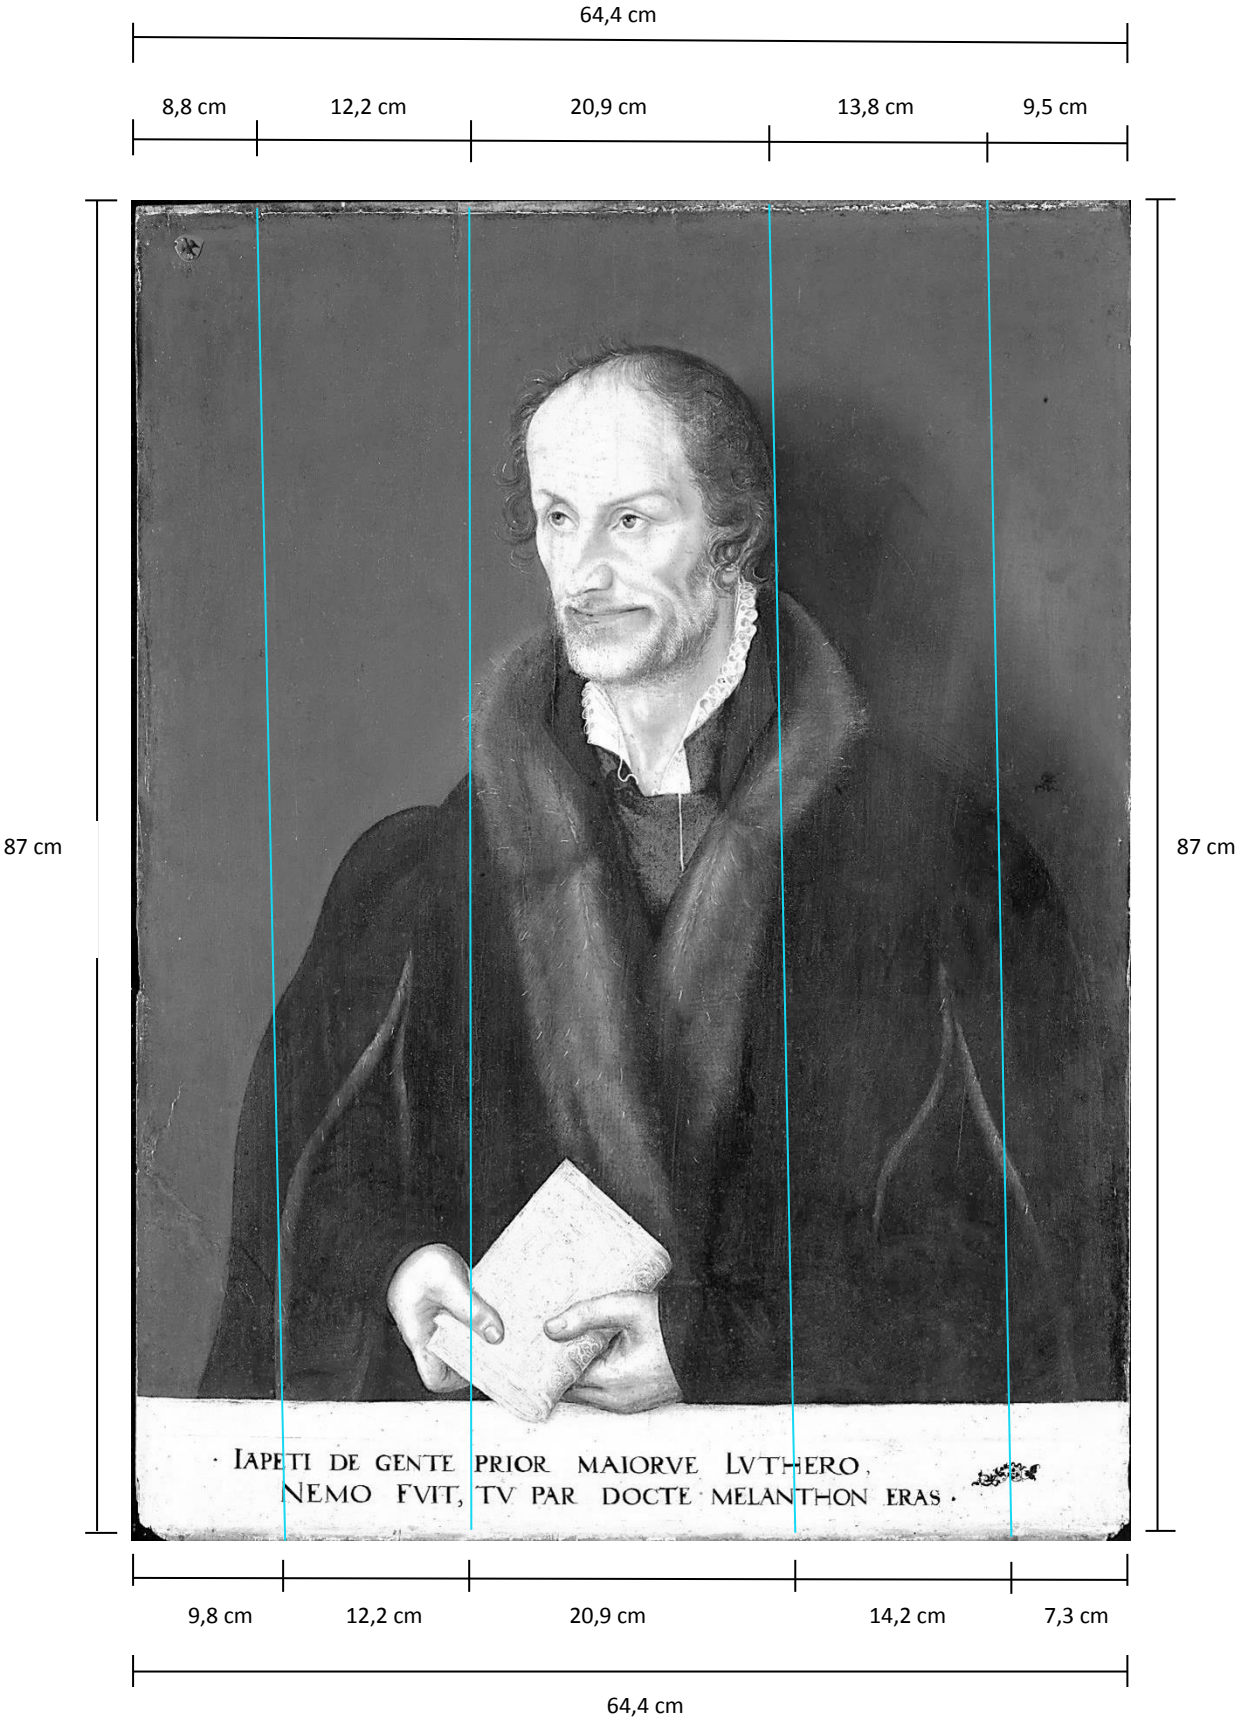 64,4 cm
8,8 cm 12,2 cm 20,9 cm 13,8 cm 9,5 cm
87 cm 87 cm
· IAPETI DE GENTE PRIOR MAIORVE LVTHERO,
NEMO FVIT, TV PAR DOCTE · MELANTHON ERAS ·
9,8 cm 12,2 cm 20,9 cm 14,2 cm 7,3 cm
64,4 cm